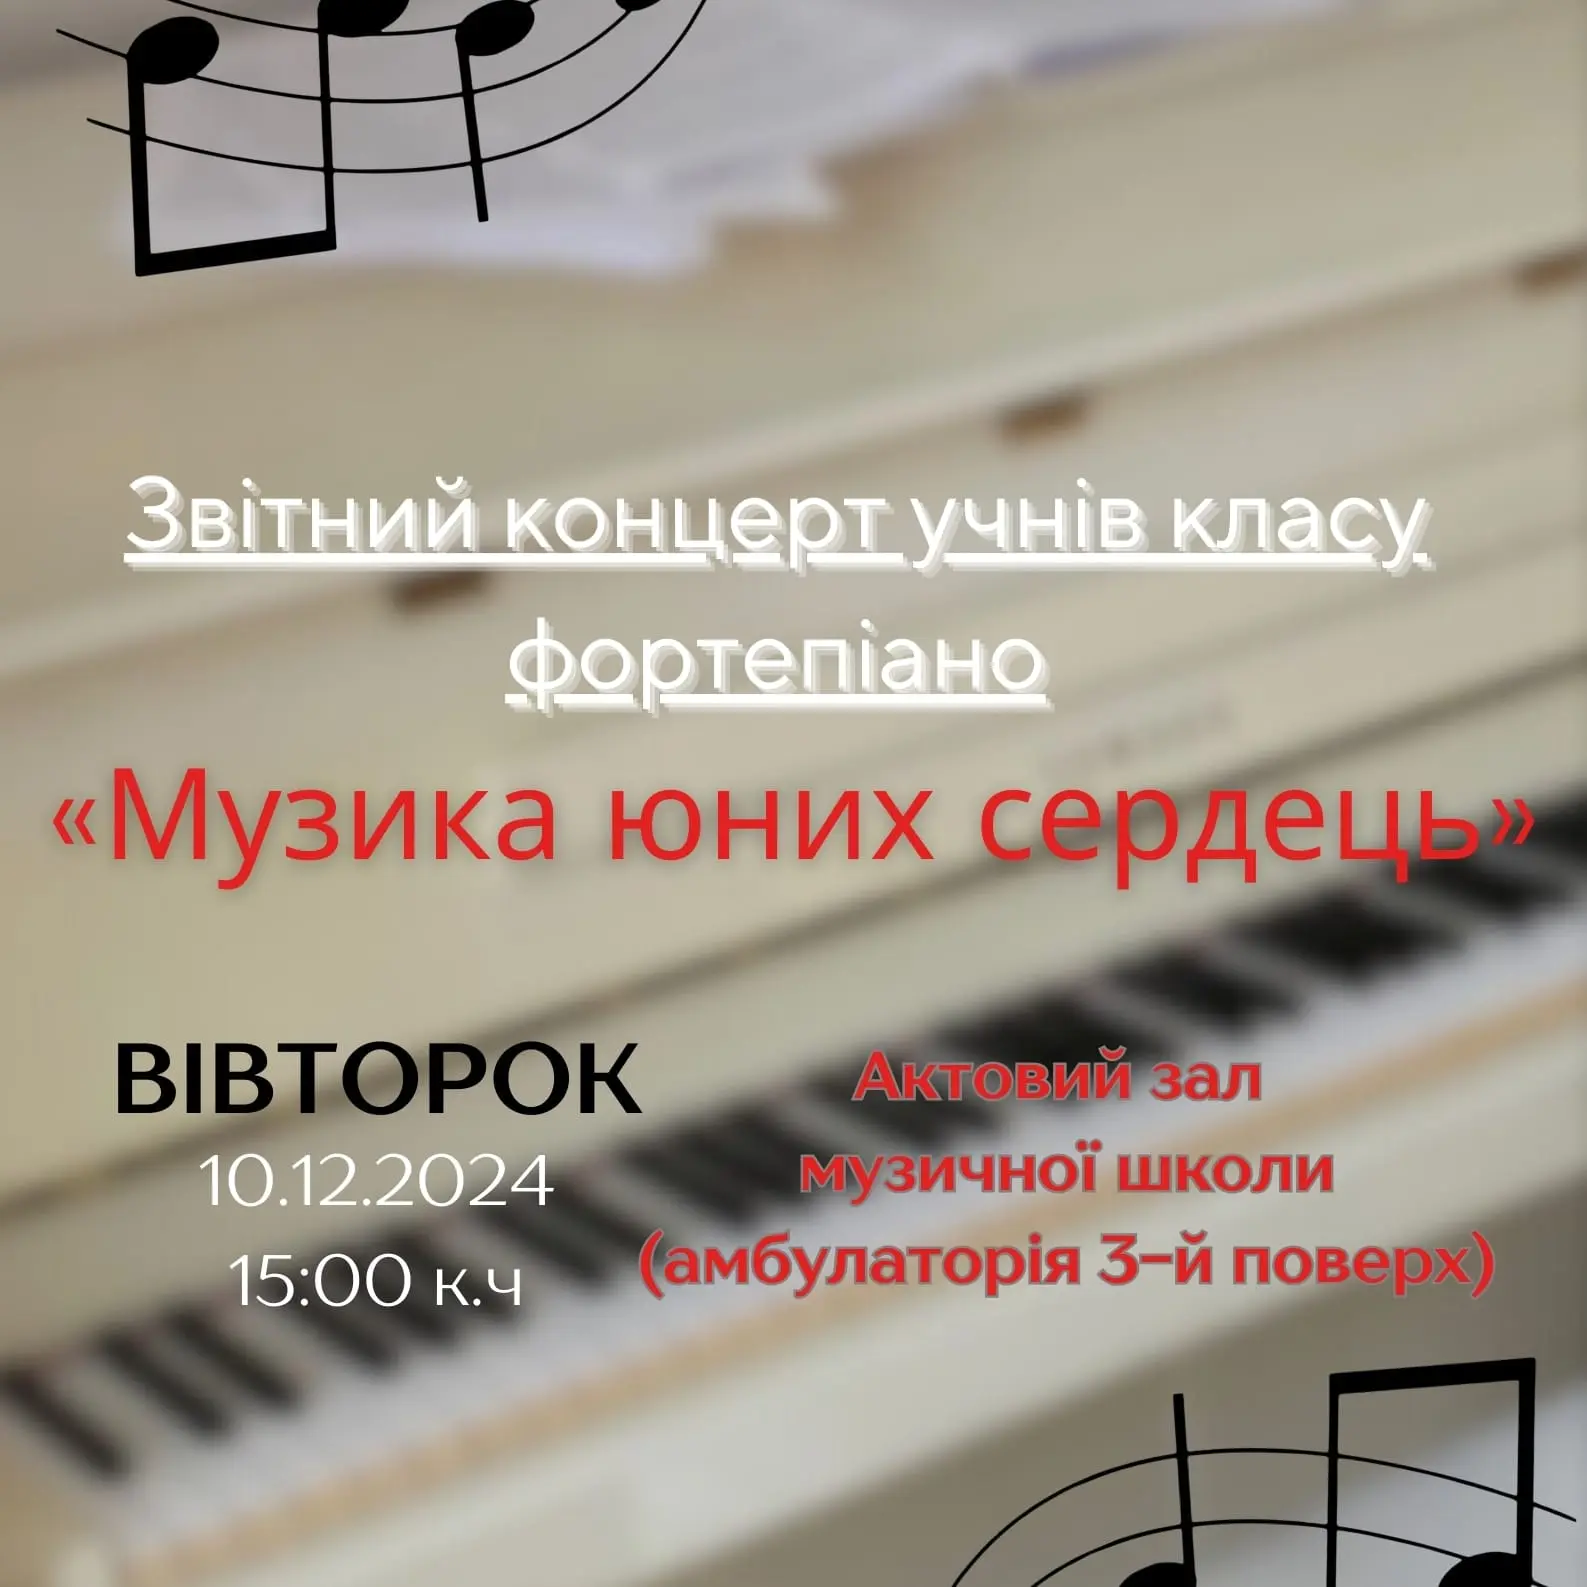 Звітний концерт учнів класу
фортепіано
«Музика юних сердець»
ВІВТОРОК
10.12.2024
15:00 к.ч
Актовий зал
музичної школи
(амбулаторія 3-й поверх)